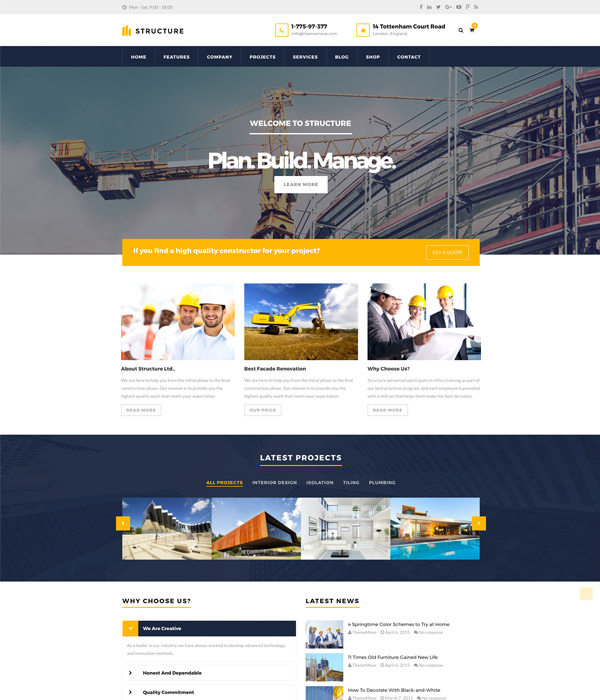 Mon - Sat: 9:00 - 18:00
STRUCTURE
1-775-97-377
info@thememove.com
14 Tottenham Court Road
London, England.
0
HOME FEATURES COMPANY PROJECTS SERVICES BLOG SHOP CONTACT
WELCOME TO STRUCTURE
Plan. Build. Manage.
LEARN MORE
If you find a high quality constructor for your project?
GET A QUOTE
About Structure Ltd.,
We are here to help you from the initial phase to the final
construction phase. Our mission is to provide you the
highest quality work that meets your expectation.
READ MORE
Best Facade Renovation
We are here to help you from the initial phase to the final
construction phase. Our mission is to provide you the
highest quality work that meets your expectation.
OUR PRICE
Why Choose Us?
Structure personnel participate in ethics training as part of
our best practices program, and each employee is provided
with a skill set that helps them make the best decisions.
READ MORE
LATEST PROJECTS
ALL PROJECTS INTERIOR DESIGN ISOLATION TILING PLUMBING
WHY CHOOSE US?
We Are Creative
As a leader in our industry, we have always worked to develop advanced technology,
and innovative methods.
Honest And Dependable
Quality Commitment
LATEST NEWS
4 Springtime Color Schemes to Try at Home
ThemeMove April 6, 2015 No response
11 Times Old Furniture Gained New Life
ThemeMove April 6, 2015 No response
How To Decorate With Black-and-White
ThemeMove March 7, 2015 No response